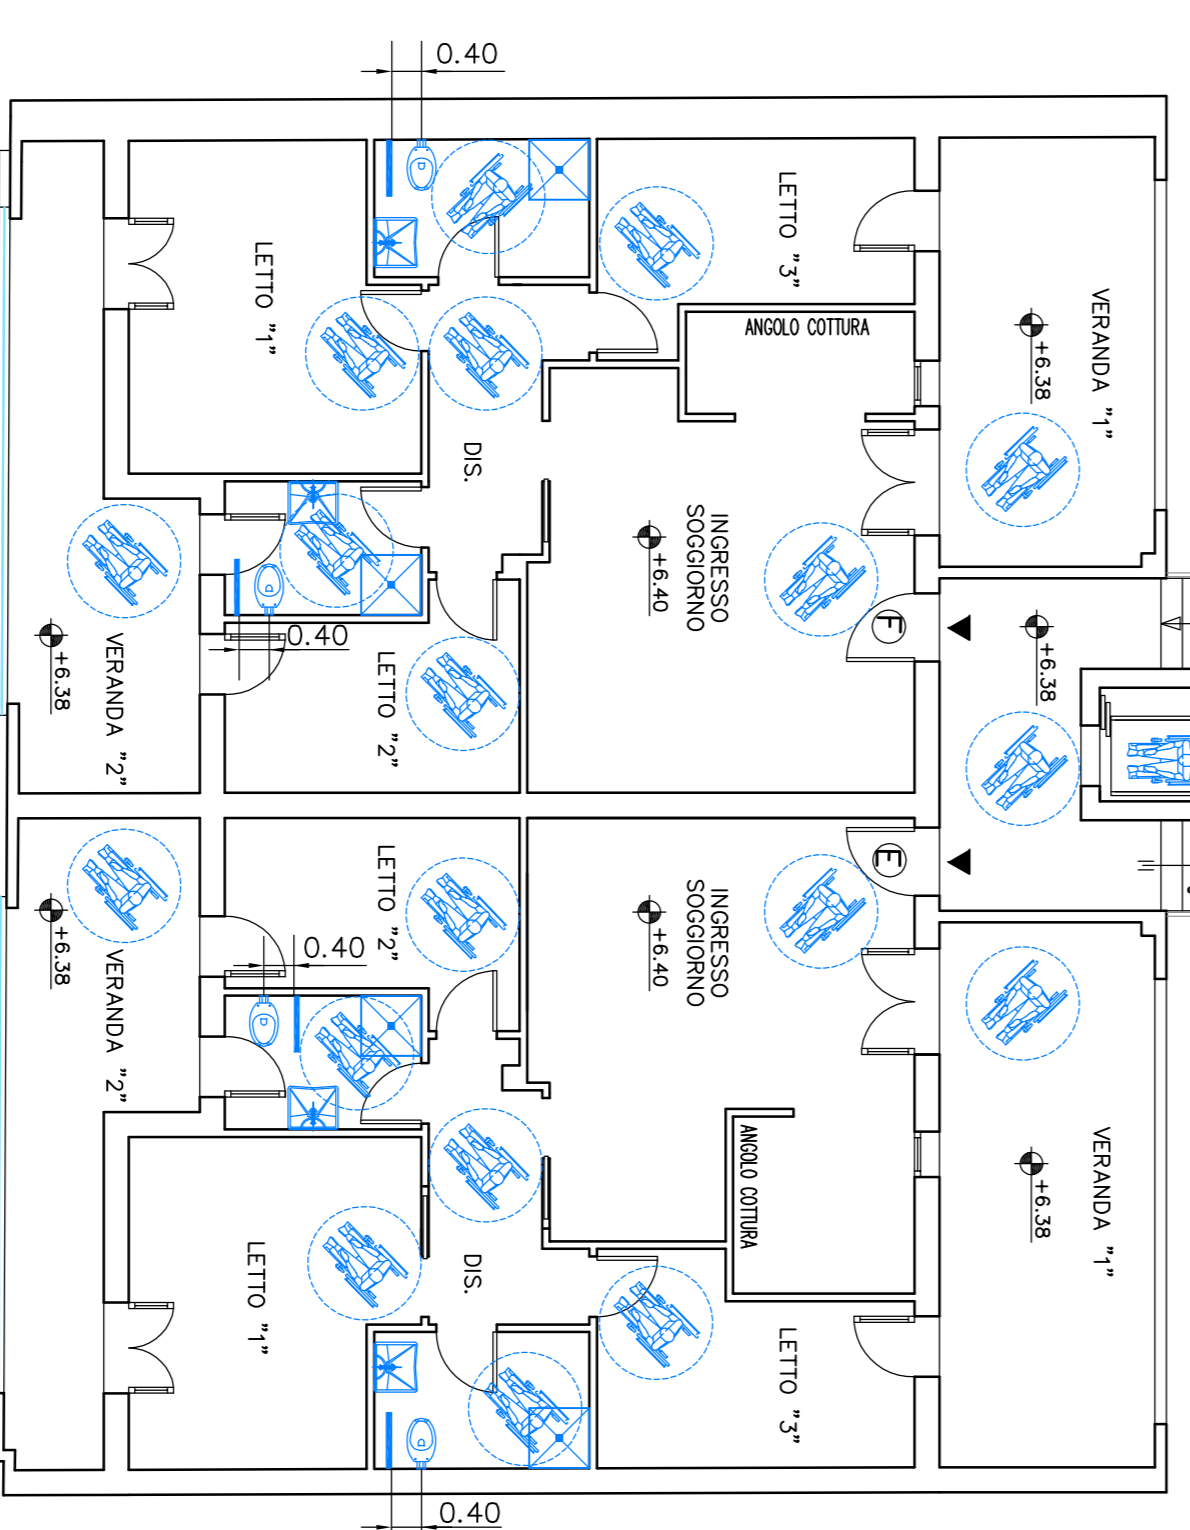 0.40
LETTO "3"
LETTO "1"
VERANDA "1"
+6.38
ANGOLO COTTURA
DIS.
INGRESSO
SOGGIORNO
+6.40
F
+6.38
0.40
LETTO "2"
VERANDA "2"
+6.38
E
INGRESSO
SOGGIORNO
+6.40
LETTO "2"
0.40
VERANDA "2"
+6.38
VERANDA "1"
+6.38
ANGOLO COTTURA
DIS.
LETTO "1"
LETTO "3"
0.40